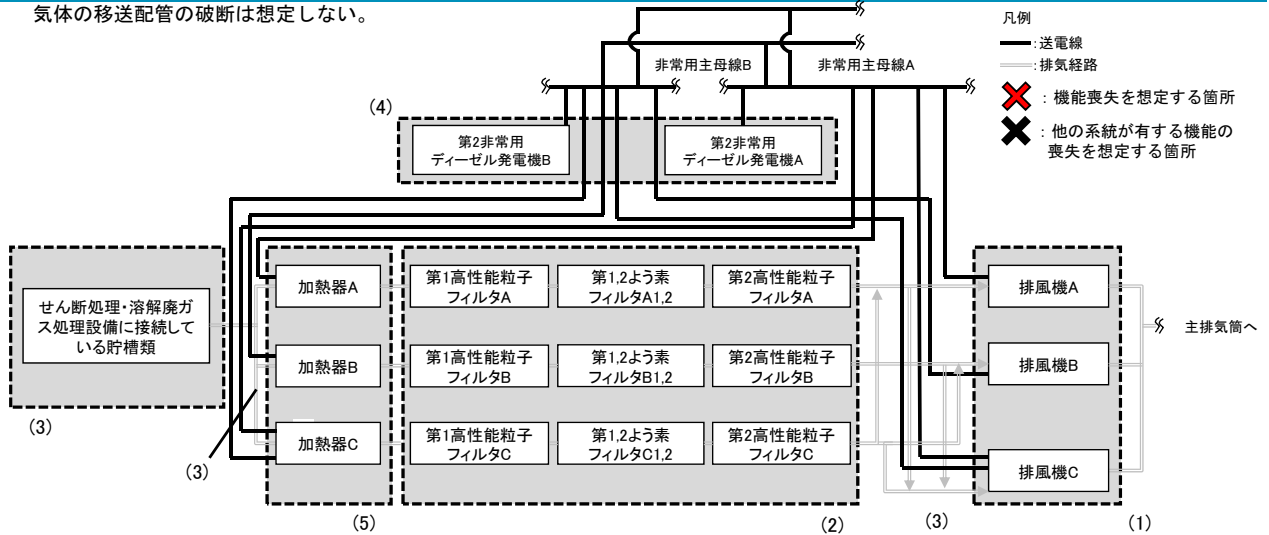 気体の移送配管の破断は想定しない。
凡例
:送電線
:排気経路
: 機能喪失を想定する箇所
: 他の系統が有する機能の
喪失を想定する箇所
非常用主母線B
非常用主母線A
(4)
第2非常用
ディーゼル発電機B
第2非常用
ディーゼル発電機A
せん断処理・溶解廃ガ
ス処理設備に接続して
いる貯槽類
(3)
(3)
加熱器A
加熱器B
加熱器C
(5)
第1高性能粒子
フィルタA
第1,2よう素
フィルタA1,2
第2高性能粒子
フィルタA
第1高性能粒子
フィルタB
第1,2よう素
フィルタB1,2
第2高性能粒子
フィルタB
第1高性能粒子
フィルタC
第1,2よう素
フィルタC1,2
第2高性能粒子
フィルタC
(2)
(3)
排風機A
排風機B
排風機C
(1)
主排気筒へ